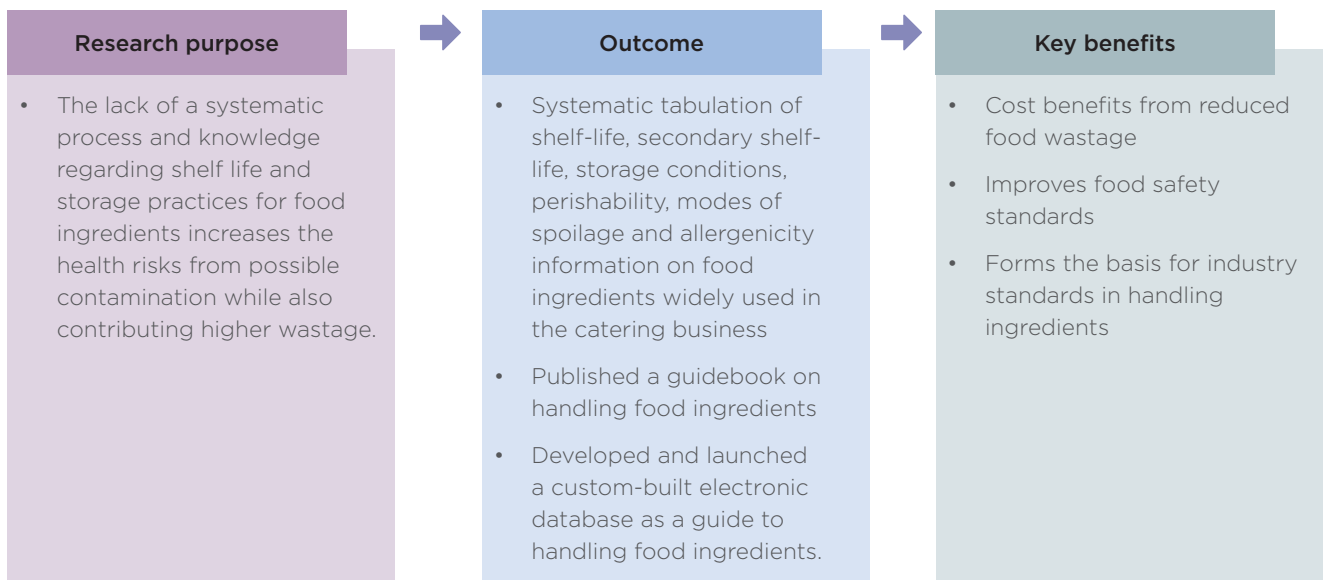 Research purpose
• The lack of a systematic
process and knowledge
regarding shelf life and
storage practices for food
ingredients increases the
health risks from possible
contamination while also
contributing higher wastage.
Outcome
• Systematic tabulation of
shelf-life, secondary shelf-
life, storage conditions,
perishability, modes of
spoilage and allergenicity
information on food
ingredients widely used in
the catering business
• Published a guidebook on
handling food ingredients
• Developed and launched
a custom-built electronic
database as a guide to
handling food ingredients.
Key benefits
• Cost benefits from reduced
food wastage
• Improves food safety
standards
• Forms the basis for industry
standards in handling
ingredients